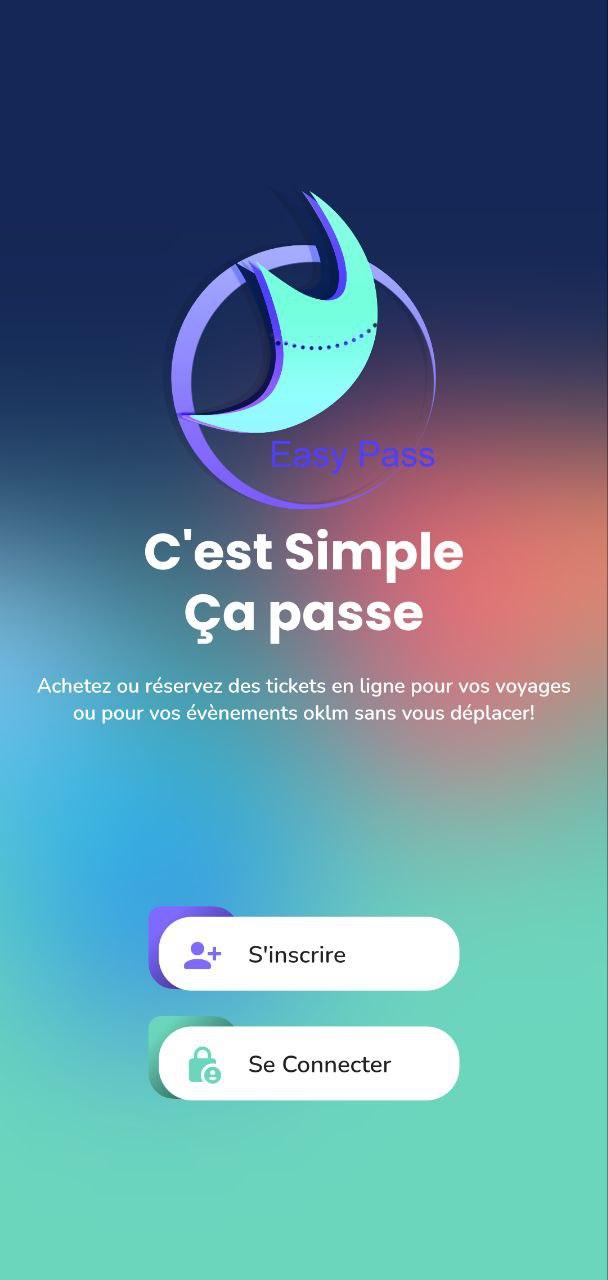 Easy Pass
C'est Simple
Ça passe
Achetez ou réservez des tickets en ligne pour vos voyages
ou pour vos évènements oklm sans vous déplacer!
S'inscrire
Se Connecter